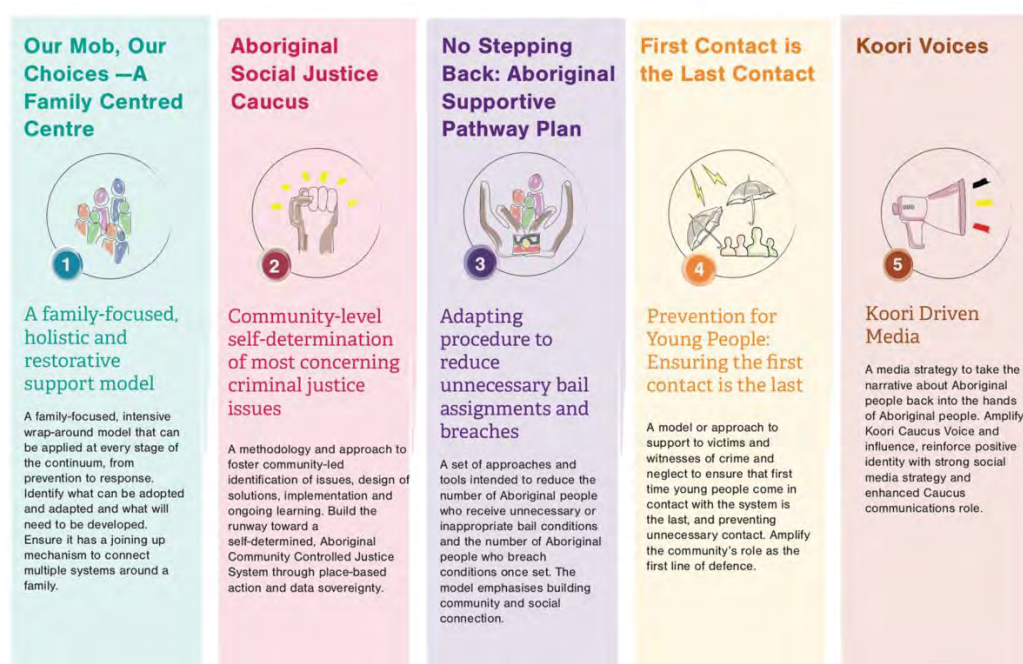 Our Mob, Our
Choices —A
Family Centred
Centre
1
A family-focused,
holistic and
restorative
support model
A family-focused, intensive
wrap-around model that can
be applied at every stage of
the continuum, from
prevention to response.
Identify what can be adopted
and adapted and what will
need to be developed.
Ensure it has a joining up
mechanism to connect
multiple systems around a
family.
Aboriginal
Social Justice
Caucus
2
Community-level
self-determination
of most concerning
criminal justice
issues
A methodology and approach to
foster community-led
identification of issues, design of
solutions, implementation and
ongoing learning. Build the
runway toward a
self-determined, Aboriginal
Community Controlled Justice
System through place-based
action and data sovereignty.
No Stepping
Back: Aboriginal
Supportive
Pathway Plan
3
Adapting
procedure to
reduce
unnecessary bail
assignments and
breaches
A set of approaches and
tools intended to reduce the
number of Aboriginal people
who receive unnecessary or
inappropriate bail conditions
and the number of Aboriginal
people who breach
conditions once set. The
model emphasises building
community and social
connection.
First Contact is
the Last Contact
4
Prevention for
Young People:
Ensuring the first
contact is the last
A model or approach to
support to victims and
witnesses of crime and
neglect to ensure that first
time young people come in
contact with the system is
the last, and preventing
unnecessary contact. Amplify
the community's role as the
first line of defence.
Koori Voices
5
Koori Driven
Media
A media strategy to take the
narrative about Aboriginal
people back into the hands
of Aboriginal people. Amplify
Koori Caucus Voice and
influence, reinforce positive
identity with strong social
media strategy and
enhanced Caucus
communications role.